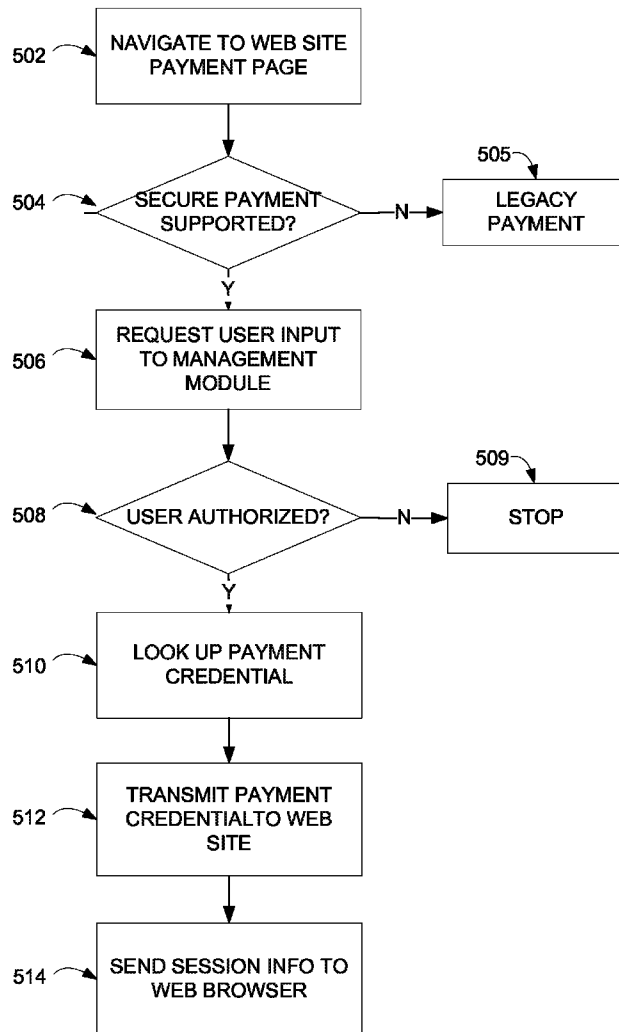 502
NAVIGATE TO WEB SITE
PAYMENT PAGE
504
SECURE PAYMENT
SUPPORTED?
N
505
LEGACY
PAYMENT
Y
506
REQUEST USER INPUT
TO MANAGEMENT
MODULE
508
USER AUTHORIZED?
N
509
STOP
Y
510
LOOK UP PAYMENT
CREDENTIAL
512
TRANSMIT PAYMENT
CREDENTIALTO WEB
SITE
514
SEND SESSION INFO TO
WEB BROWSER